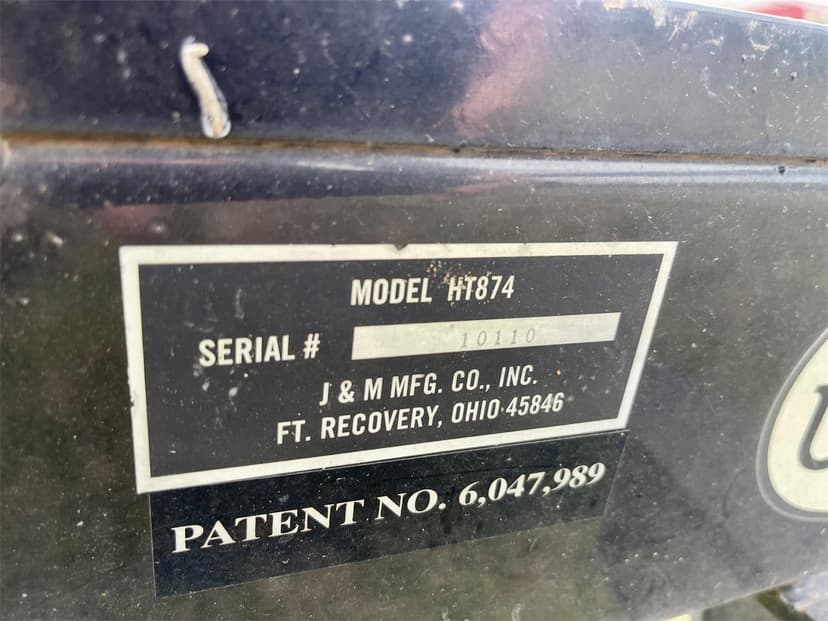 MODEL HT874
SERIAL # 10110
J & M MFG. CO., INC.
FT. RECOVERY, OHIO 45846
PATENT NO. 6,047,989